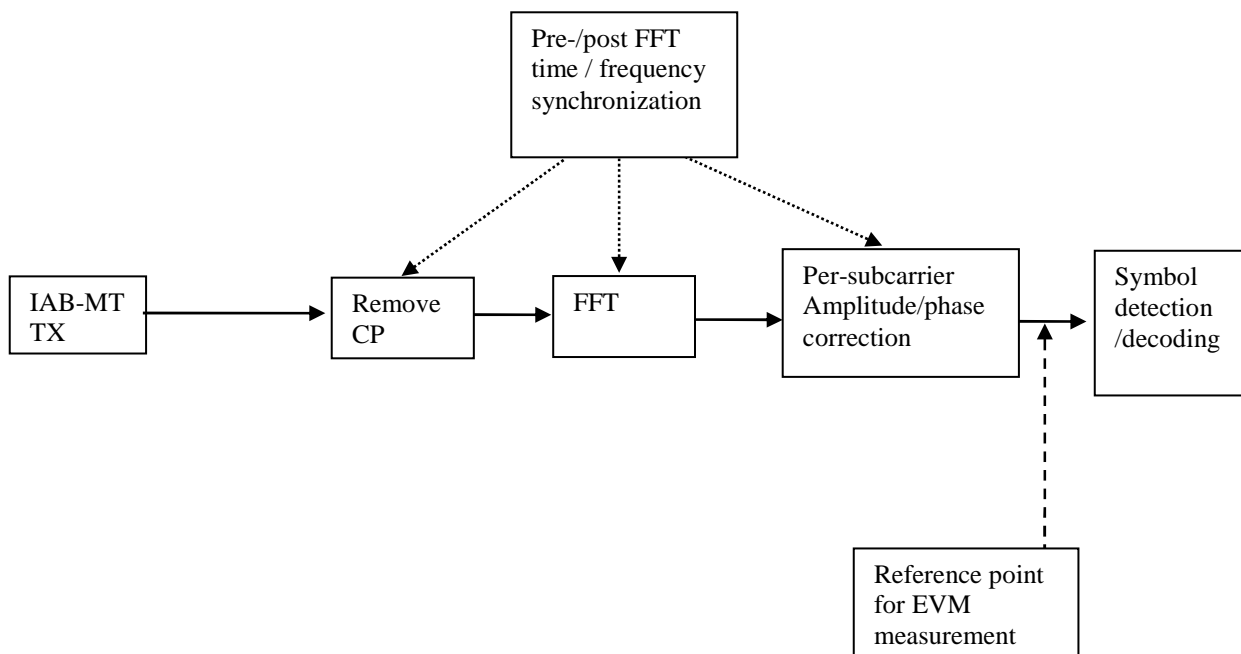 Pre-/post FFT
time / frequency
synchronization
IAB-MT
TX
Remove
CP
FFT
Per-subcarrier
Amplitude/phase
correction
Symbol
detection
/decoding
Reference point
for EVM
measurement